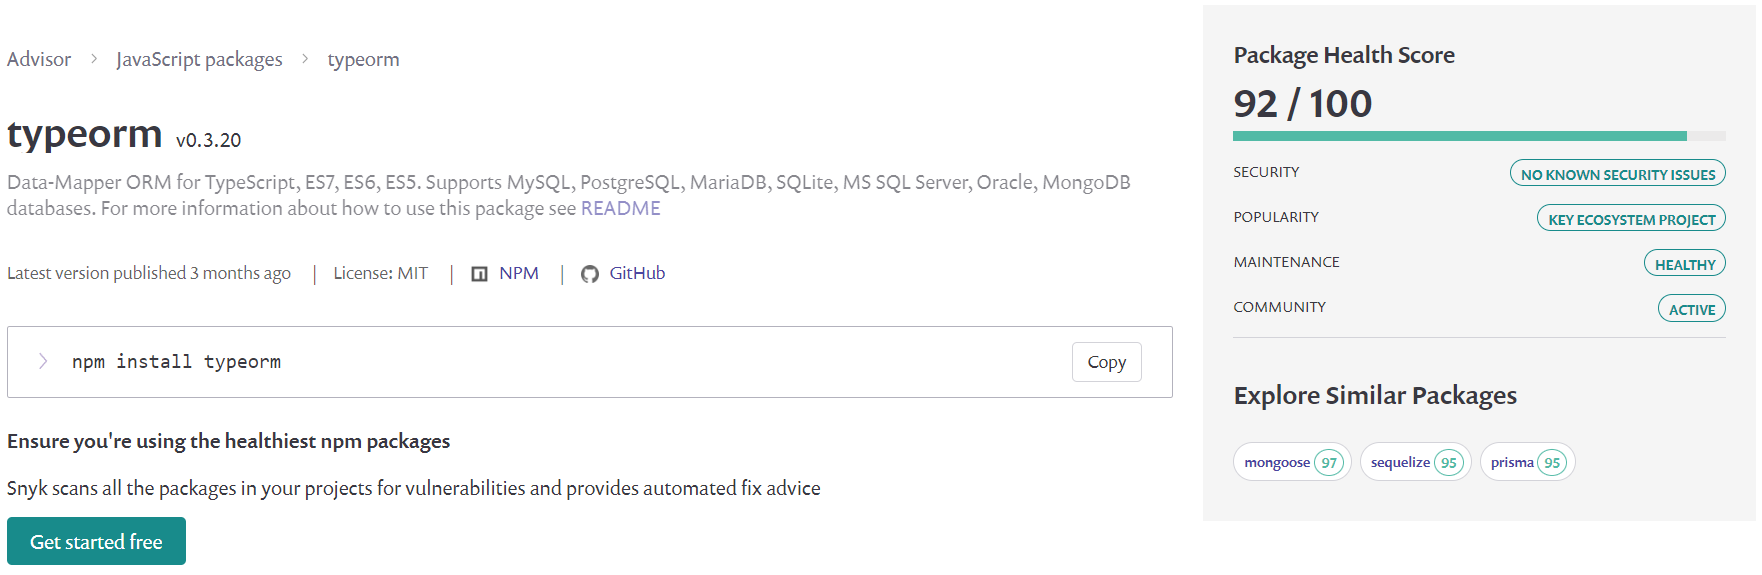 Advisor > JavaScript packages > typeorm
typeorm v0.3.20
Data-Mapper ORM for TypeScript, ES7, ES6, ES5. Supports MySQL, PostgreSQL, MariaDB, SQLite, MS SQL Server, Oracle, MongoDB
databases. For more information about how to use this package see README
Latest version published 3 months ago | License: MIT | NPM | GitHub
> npm install typeorm
Copy
Ensure you're using the healthiest npm packages
Snyk scans all the packages in your projects for vulnerabilities and provides automated fix advice
Get started free
Package Health Score
92 / 100
SECURITY NO KNOWN SECURITY ISSUES
POPULARITY KEY ECOSYSTEM PROJECT
MAINTENANCE HEALTHY
COMMUNITY ACTIVE
Explore Similar Packages
mongoose 97 sequelize 95 prisma 95